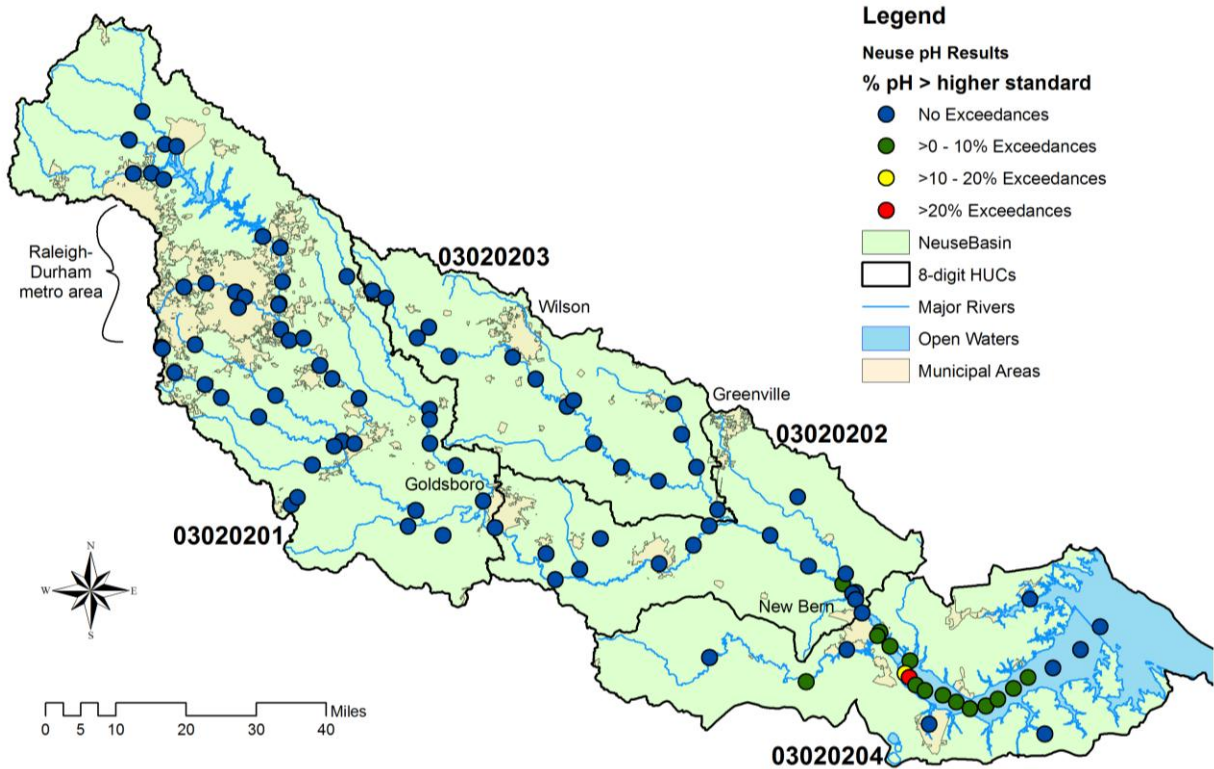 Legend
Neuse pH Results
% pH > higher standard
No Exceedances
>0 - 10% Exceedances
>10 - 20% Exceedances
>20% Exceedances
NeuseBasin
8-digit HUCs
Major Rivers
Open Waters
Municipal Areas
Raleigh-
Durham
metro area
03020203
Wilson
Greenville
03020202
Goldsboro
03020201
New Bern
03020204
N
W E
S
Miles
0 5 10 20 30 40